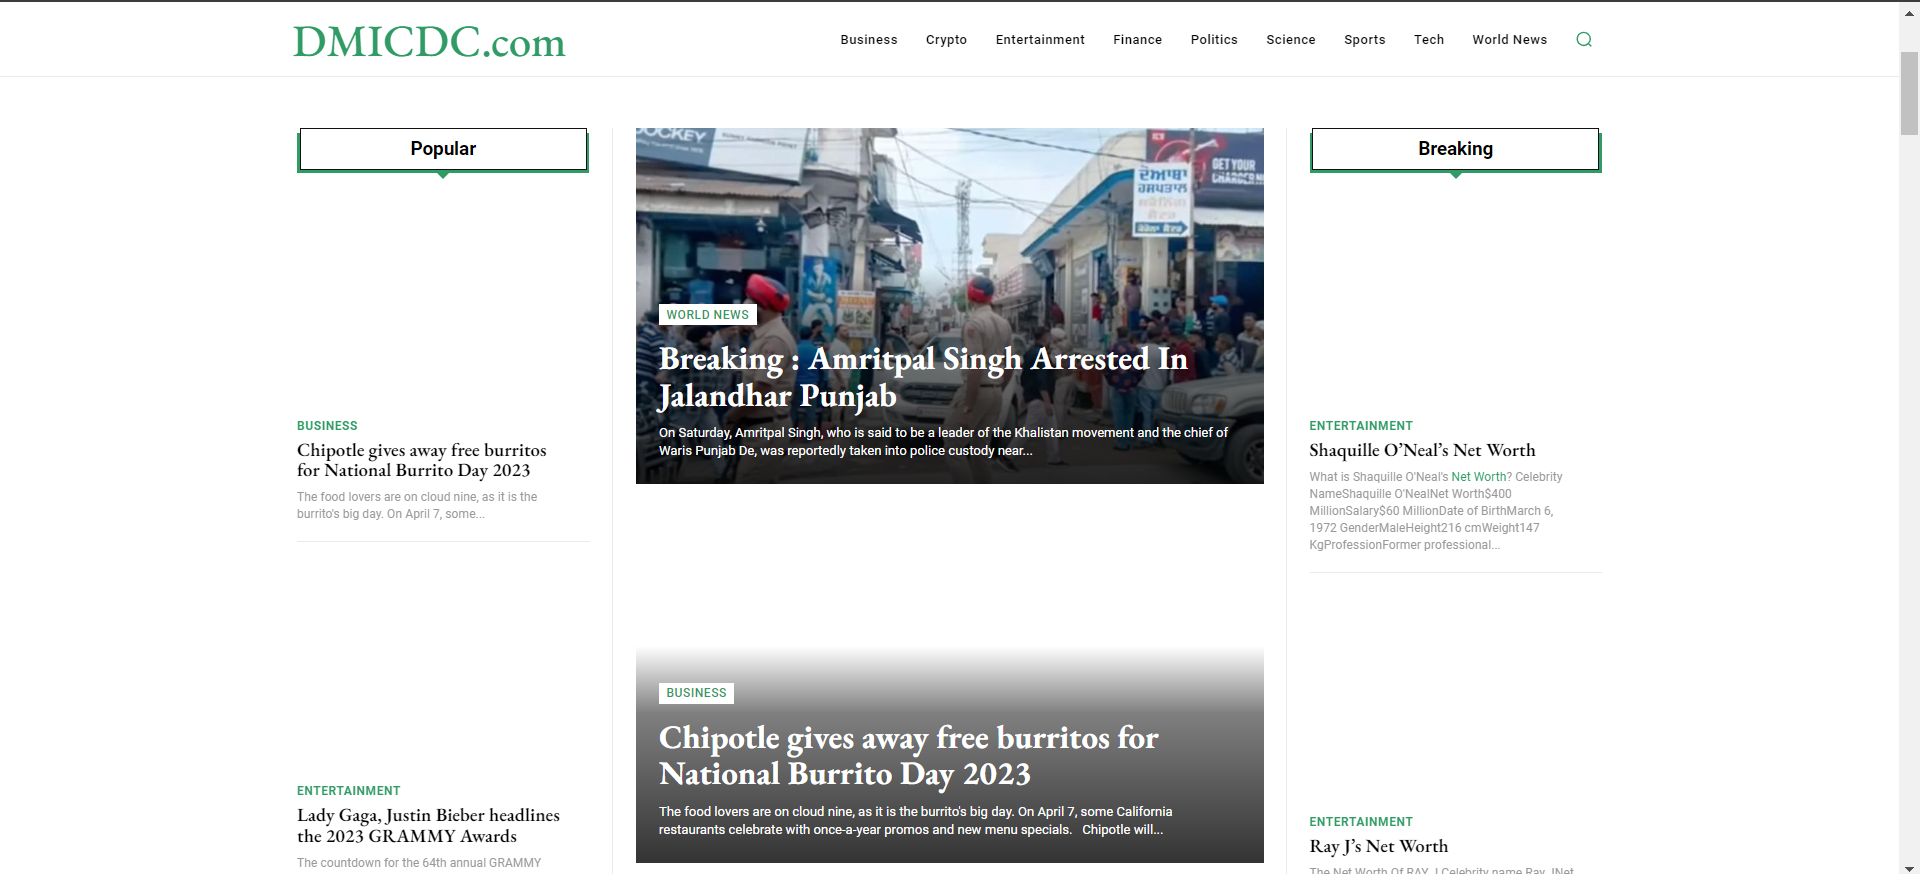 DMICDC.com
Business Crypto Entertainment Finance Politics Science Sports Tech World News
Popular
BUSINESS
Chipotle gives away free burritos
for National Burrito Day 2023
The food lovers are on cloud nine, as it is the
burrito's big day. On April 7, some...
ENTERTAINMENT
Lady Gaga, Justin Bieber headlines
the 2023 GRAMMY Awards
The countdown for the 64th annual GRAMMY
JOCKEY
GET YOUR
ਦੋਆਬਾ
ਹਸਪਤਾਲ
WORLD NEWS
Breaking : Amritpal Singh Arrested In
Jalandhar Punjab
On Saturday, Amritpal Singh, who is said to be a leader of the Khalistan movement and the chief of
Waris Punjab De, was reportedly taken into police custody near...
BUSINESS
Chipotle gives away free burritos for
National Burrito Day 2023
The food lovers are on cloud nine, as it is the burrito's big day. On April 7, some California
restaurants celebrate with once-a-year promos and new menu specials. Chipotle will...
Breaking
ENTERTAINMENT
Shaquille O’Neal’s Net Worth
What is Shaquille O'Neal's Net Worth? Celebrity
NameShaquille O'NealNet Worth$400
MillionSalary$60 MillionDate of BirthMarch 6,
1972 GenderMaleHeight216 cmWeight147
KgProfessionFormer professional...
ENTERTAINMENT
Ray J’s Net Worth
The Net Worth Of RAY J Celebrity name Ray JNet